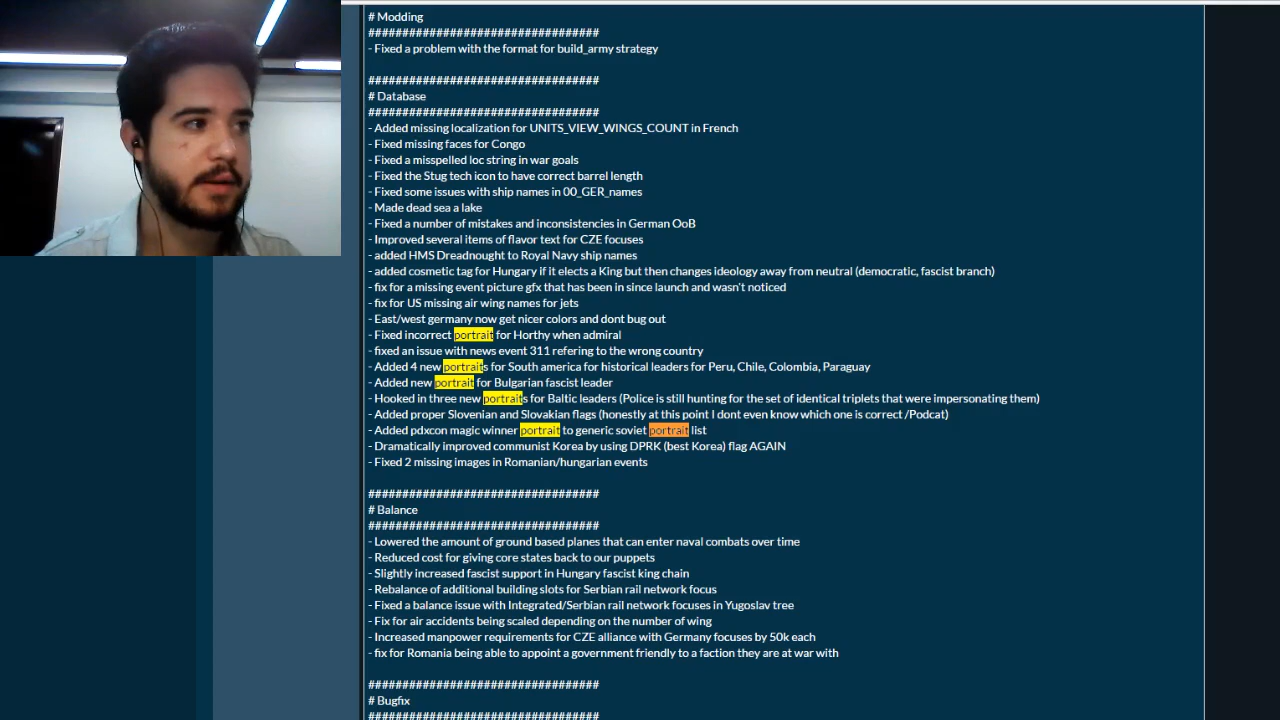 # Modding
###################################
- Fixed a problem with the format for build_army strategy
###################################
# Database
###################################
- Added missing localization for UNITS_VIEW_WINGS_COUNT in French
- Fixed missing faces for Congo
- Fixed a misspelled loc string in war goals
- Fixed the Stug tech icon to have correct barrel length
- Fixed some issues with ship names in 00_GER_names
- Made dead sea a lake
- Fixed a number of mistakes and inconsistencies in German OoB
- Improved several items of flavor text for CZE focuses
- added HMS Dreadnought to Royal Navy ship names
- added cosmetic tag for Hungary if it elects a King but then changes ideology away from neutral (democratic, fascist branch)
- fix for a missing event picture gfx that has been in since launch and wasn't noticed
- fix for US missing air wing names for jets
- East/west germany now get nicer colors and dont bug out
- Fixed incorrect portrait for Horthy when admiral
- fixed an issue with news event 311 refering to the wrong country
- Added 4 new portraits for South america for historical leaders for Peru, Chile, Colombia, Paraguay
- Added new portrait for Bulgarian fascist leader
- Hooked in three new portraits for Baltic leaders (Police is still hunting for the set of identical triplets that were impersonating them)
- Added proper Slovenian and Slovakian flags (honestly at this point I dont even know which one is correct /Podcat)
- Added pdxcon magic winner portrait to generic soviet portrait list
- Dramatically improved communist Korea by using DPRK (best Korea) flag AGAIN
- Fixed 2 missing images in Romanian/hungarian events
###################################
# Balance
###################################
- Lowered the amount of ground based planes that can enter naval combats over time
- Reduced cost for giving core states back to our puppets
- Slightly increased fascist support in Hungary fascist king chain
- Rebalance of additional building slots for Serbian rail network focus
- Fixed a balance issue with Integrated/Serbian rail network focuses in Yugoslav tree
- Fix for air accidents being scaled depending on the number of wing
- Increased manpower requirements for CZE alliance with Germany focuses by 50k each
- fix for Romania being able to appoint a government friendly to a faction they are at war with
###################################
# Bugfix
###################################